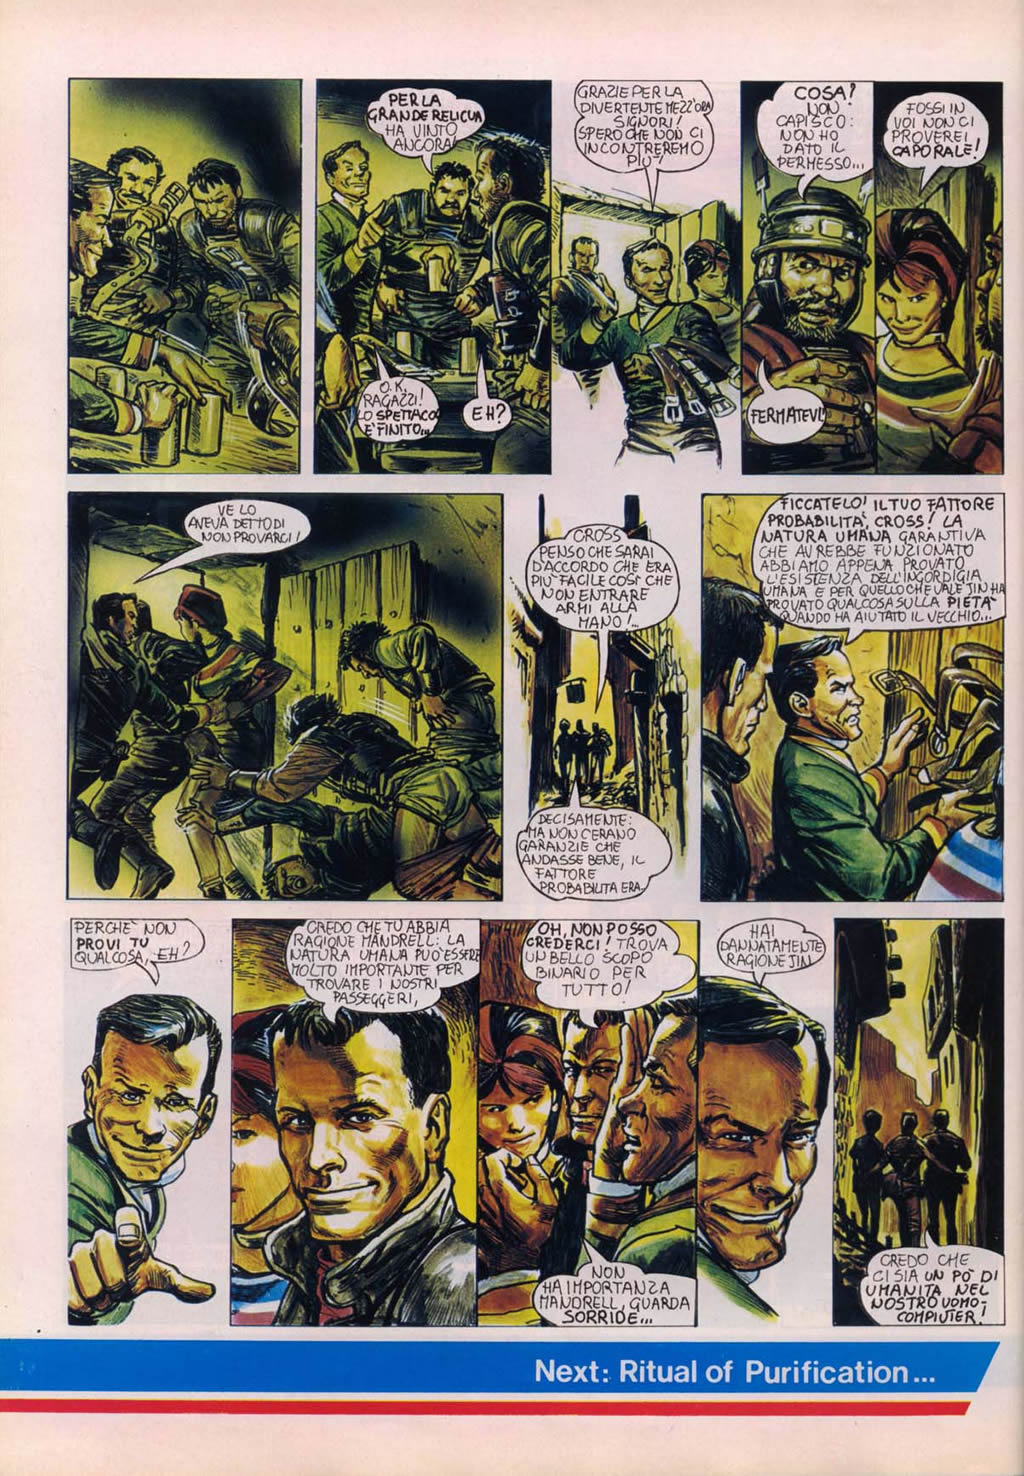 PER LA
GRANDE RELICUA
HA VINTO
ANCORA!
O.K.
RAGAZZI!
LO SPETTACOLO
È FINITO...
EH?
GRAZIE PER LA
DIVERTENTE MEZZ'ORA
SIGNORI!
SPERO CHE NON CI
INCONTREREMO
PIU'!
COSA?
NON
CAPISCO:
NON HO
DATO IL
PERMESSO...
FERMATEVI!
FOSSI IN
VOI NON CI
PROVEREI
CAPORALE!
VE LO
AVEVA DETTO DI
NON PROVARCI!
CROSS
PENSO CHE SARAI
D'ACCORDO CHE ERA
PIU' FACILE COSI CHE
NON ENTRARE
ARMI ALLA
MANO!...
DECISAMENTE:
MA NON C'ERANO
GARANZIE CHE
ANDASSE BENE, IL
FATTORE
PROBABILITA ERA...
FICCATELO! IL TUO FATTORE
PROBABILITA', CROSS! LA
NATURA UMANA GARANTIVA
CHE AVREBBE FUNZIONATO
ABBIAMO APPENA PROVATO
L'ESISTENZA DELL'INGORDIGIA
UMANA E PER QUELLO CHE VALE JIN HA
PROVATO QUALCOSA SULLA PIETA'
QUANDO HA AIUTATO IL VECCHIO...
PERCHE' NON
PROVI TU
QUALCOSA, EH?
CREDO CHE TU ABBIA
RAGIONE MANDRELL: LA
NATURA UMANA PUO' ESSERE
MOLTO IMPORTANTE PER
TROVARE I NOSTRI
PASSEGGERI,
OH, NON POSSO
CREDERCI! TROVA
UN BELLO SCOPO
BINARIO PER
TUTTO!
NON
HA IMPORTANZA
MANDRELL, GUARDA
SORRIDE...
HAI
DANNATAMENTE
RAGIONE JIN
CREDO CHE
CI SIA UN PO' DI
UMANITA NEL
NOSTRO UOMO-
COMPIUTER!
Next: Ritual of Purification...